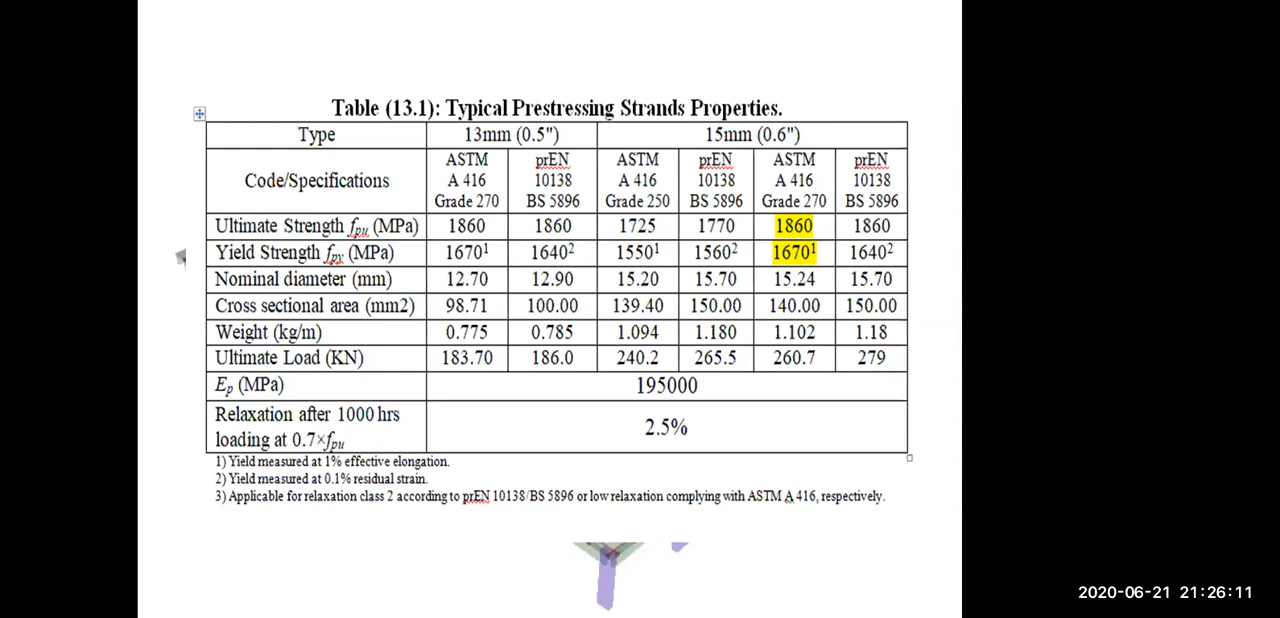 Table (13.1): Typical Prestressing Strands Properties.
Type 13mm (0.5") 15mm (0.6")
Code/Specifications ASTM A 416 Grade 270 prEN 10138 BS 5896 ASTM A 416 Grade 250 prEN 10138 BS 5896 ASTM A 416 Grade 270 prEN 10138 BS 5896
Ultimate Strength fpu (MPa) 1860 1860 1725 1770 1860 1860
Yield Strength fpy (MPa) 1670¹ 1640² 1550¹ 1560² 1670¹ 1640²
Nominal diameter (mm) 12.70 12.90 15.20 15.70 15.24 15.70
Cross sectional area (mm2) 98.71 100.00 139.40 150.00 140.00 150.00
Weight (kg/m) 0.775 0.785 1.094 1.180 1.102 1.18
Ultimate Load (KN) 183.70 186.0 240.2 265.5 260.7 279
Ep (MPa) 195000
Relaxation after 1000 hrs
loading at 0.7×fpu 2.5%
1) Yield measured at 1% effective elongation.
2) Yield measured at 0.1% residual strain.
3) Applicable for relaxation class 2 according to prEN 10138/BS 5896 or low relaxation complying with ASTM A 416, respectively.
2020-06-21 21:26:11